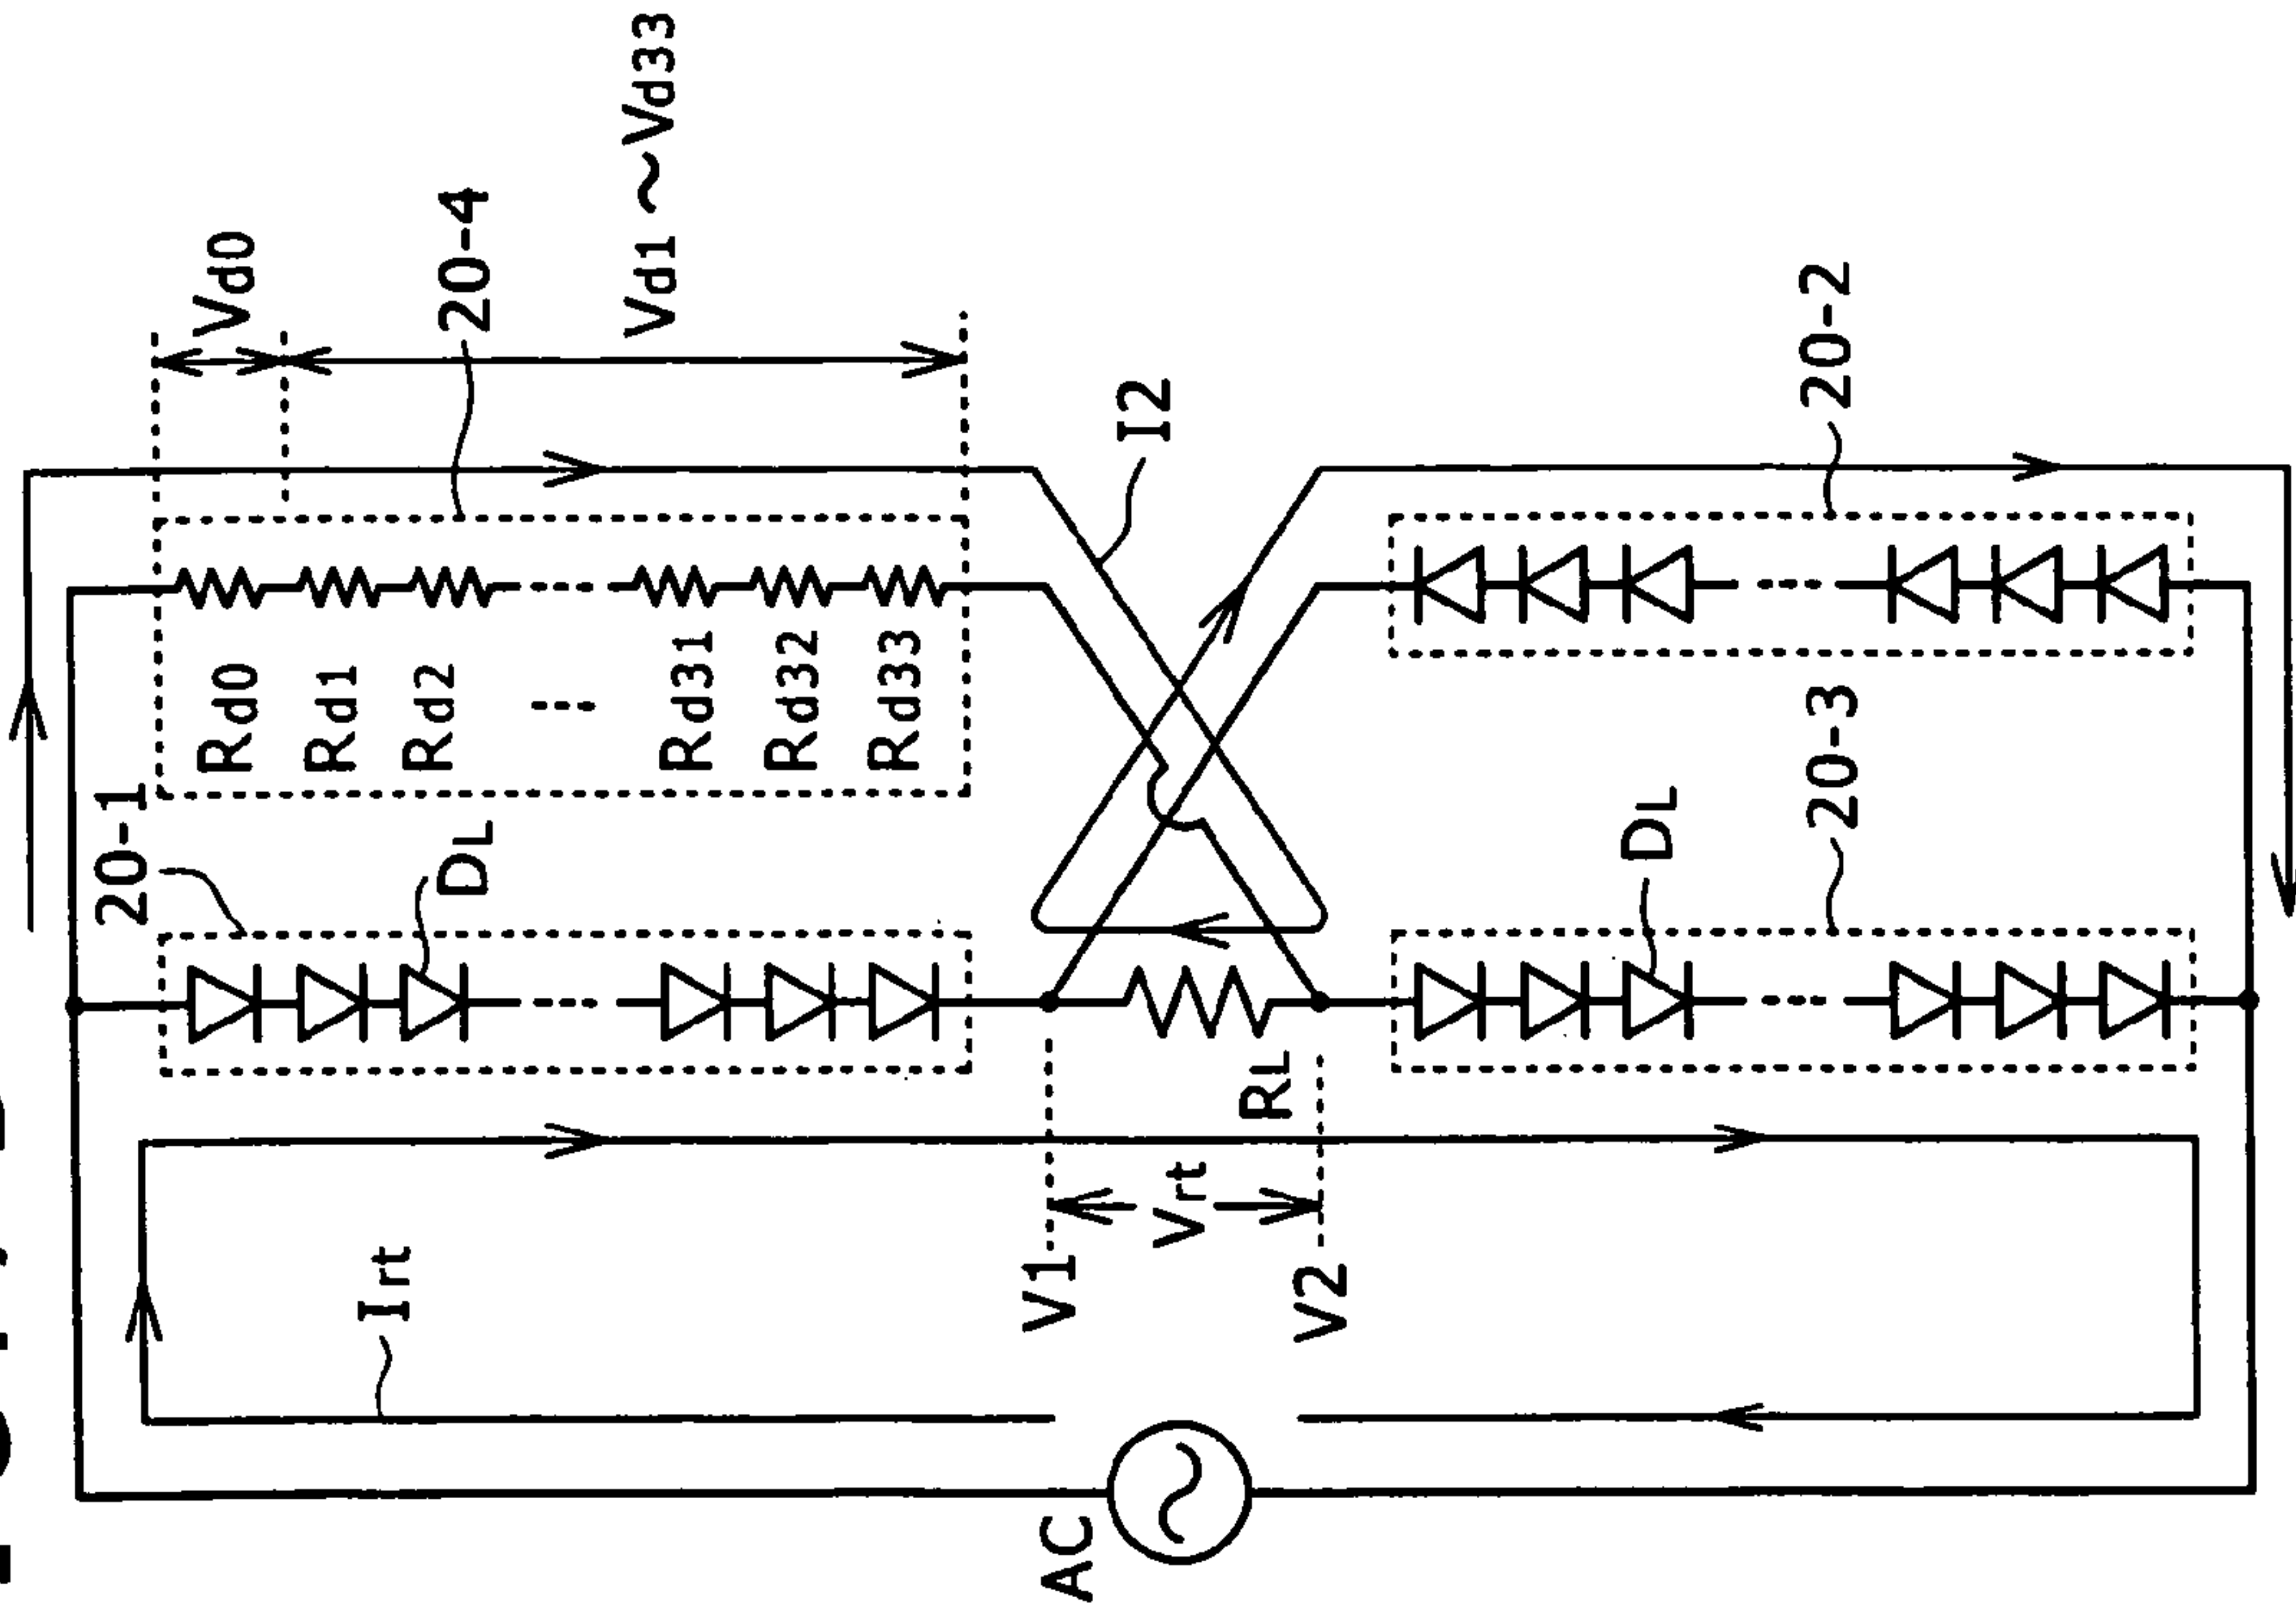 20-1
Rd0
Vd0
Rd1
Irt
Rd2
DL
20-4
Vd1 ~ Vd33
Rd31
Rd32
Rd33
AC
V1
I2
Vrt
RL
V2
DL
20-3
20-2